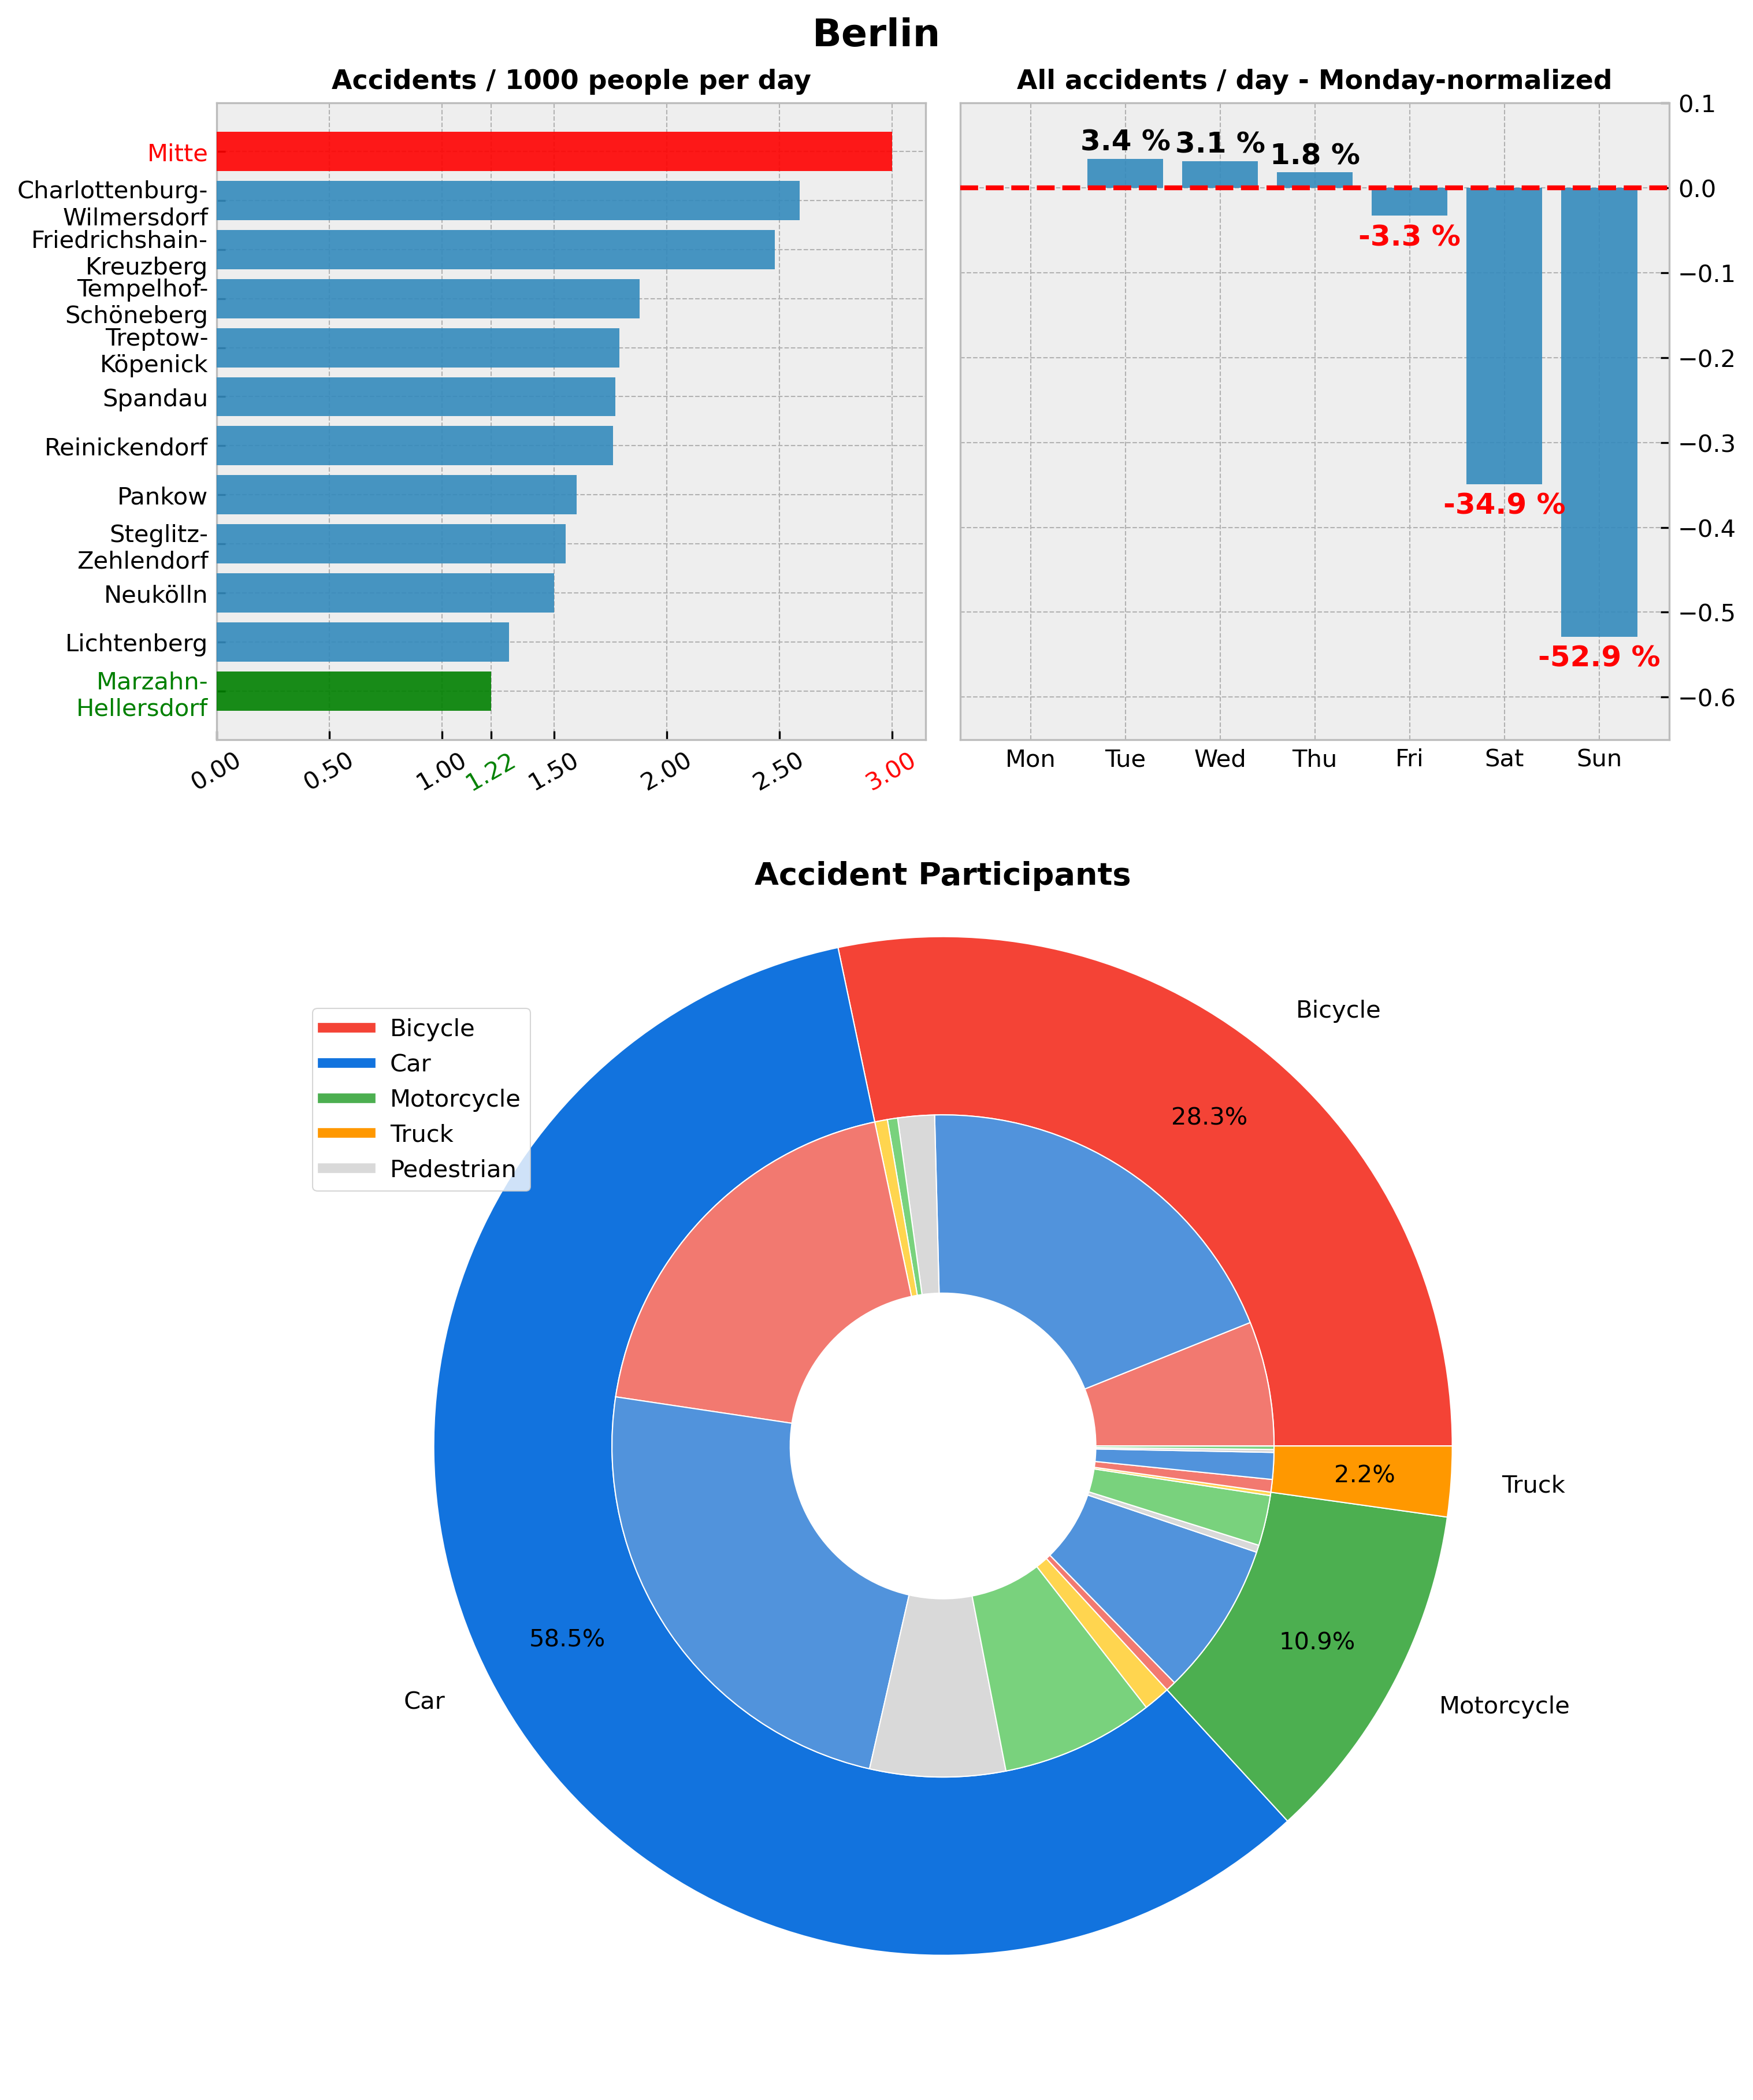 Berlin
Accidents / 1000 people per day
Mitte
Charlottenburg-
Wilmersdorf
Friedrichshain-
Kreuzberg
Tempelhof-
Schöneberg
Treptow-
Köpenick
Spandau
Reinickendorf
Pankow
Steglitz-
Zehlendorf
Neukölln
Lichtenberg
Marzahn-
Hellersdorf
0.00 0.50 1.00 1.22 1.50 2.00 2.50 3.00
All accidents / day - Monday-normalized
3.4 % 3.1 % 1.8 %
-3.3 %
-34.9 %
-52.9 %
0.1
0.0
−0.1
−0.2
−0.3
−0.4
−0.5
−0.6
Mon Tue Wed Thu Fri Sat Sun
Accident Participants
Bicycle
Car
Motorcycle
Truck
Pedestrian
Bicycle
28.3%
2.2%
Truck
58.5%
10.9%
Car
Motorcycle